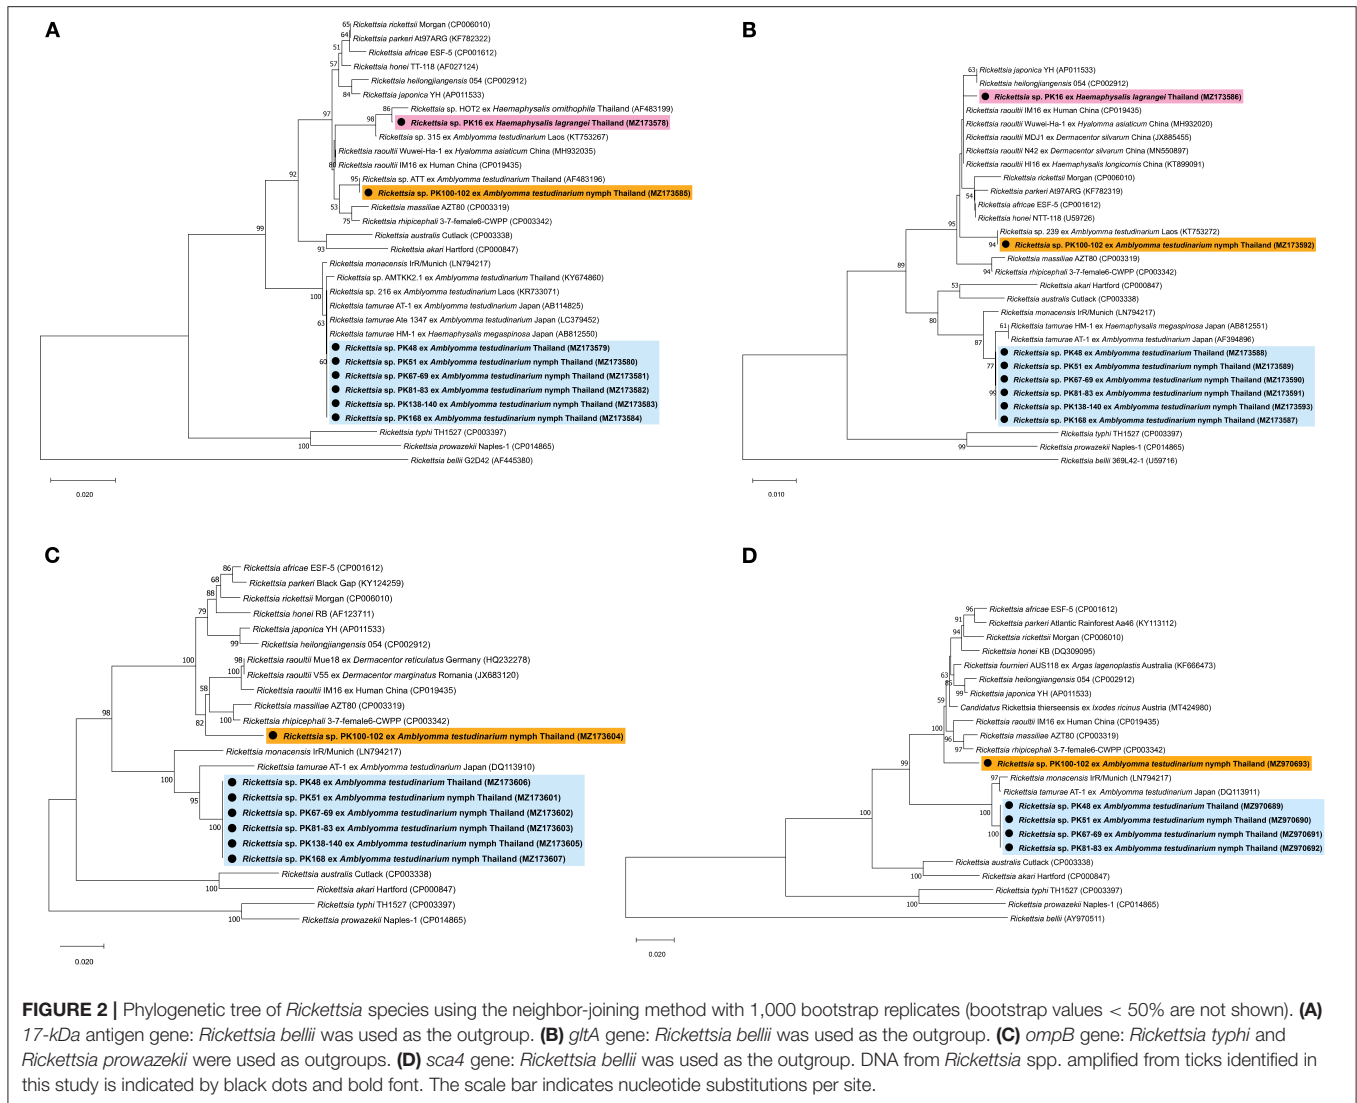 A
65
Rickettsia rickettsii Morgan (CP006010)
64
Rickettsia parkeri At97ARG (KF782322)
51
Rickettsia africae ESF-5 (CP001612)
57
Rickettsia honei TT-118 (AF027124)
Rickettsia heilongjiangensis 054 (CP002912)
84
Rickettsia japonica YH (AP011533)
97
86
Rickettsia sp. HOT2 ex Haemaphysalis ornithophila Thailand (AF483199)
98
Rickettsia sp. PK16 ex Haemaphysalis lagrangei Thailand (MZ173578)
Rickettsia sp. 315 ex Amblyomma testudinarium Laos (KT753267)
Rickettsia raoultii Wuwei-Ha-1 ex Hyalomma asiaticum China (MH932035)
Rickettsia raoultii IM16 ex Human China (CP019435)
92
95
Rickettsia sp. ATT ex Amblyomma testudinarium Thailand (AF483196)
Rickettsia sp. PK100-102 ex Amblyomma testudinarium nymph Thailand (MZ173585)
53
Rickettsia massiliae AZT80 (CP003319)
75
Rickettsia rhipicephali 3-7-female6-CWPP (CP003342)
99
Rickettsia australis Cutlack (CP003338)
93
Rickettsia akari Hartford (CP000847)
Rickettsia monacensis IrR/Munich (LN794217)
Rickettsia sp. AMTKK2.1 ex Amblyomma testudinarium Thailand (KY674860)
100
Rickettsia sp. 216 ex Amblyomma testudinarium Laos (KR733071)
Rickettsia tamurae AT-1 ex Amblyomma testudinarium Japan (AB114825)
63
Rickettsia tamurae Ate 1347 ex Amblyomma testudinarium Japan (LC379452)
Rickettsia tamurae HM-1 ex Haemaphysalis megaspinosa Japan (AB812550)
Rickettsia sp. PK48 ex Amblyomma testudinarium Thailand (MZ173579)
60
Rickettsia sp. PK51 ex Amblyomma testudinarium nymph Thailand (MZ173580)
Rickettsia sp. PK67-69 ex Amblyomma testudinarium nymph Thailand (MZ173581)
Rickettsia sp. PK81-83 ex Amblyomma testudinarium nymph Thailand (MZ173582)
Rickettsia sp. PK138-140 ex Amblyomma testudinarium nymph Thailand (MZ173583)
Rickettsia sp. PK168 ex Amblyomma testudinarium nymph Thailand (MZ173584)
Rickettsia typhi TH1527 (CP003397)
100
Rickettsia prowazekii Naples-1 (CP014865)
Rickettsia bellii G2D42 (AF445380)
0.020
B
63
Rickettsia japonica YH (AP011533)
Rickettsia heilongjiangensis 054 (CP002912)
Rickettsia sp. PK16 ex Haemaphysalis lagrangei Thailand (MZ173586)
Rickettsia raoultii IM16 ex Human China (CP019435)
Rickettsia raoultii Wuwei-Ha-1 ex Hyalomma asiaticum China (MH932020)
Rickettsia raoultii MDJ1 ex Dermacentor silvarum China (JX885455)
Rickettsia raoultii N42 ex Dermacentor silvarum China (MN550897)
Rickettsia raoultii HI16 ex Haemaphysalis longicornis China (KT899091)
Rickettsia rickettsii Morgan (CP006010)
Rickettsia parkeri At97ARG (KF782319)
54
Rickettsia africae ESF-5 (CP001612)
Rickettsia honei NTT-118 (U59726)
95
Rickettsia sp. 239 ex Amblyomma testudinarium Laos (KT753272)
94
Rickettsia sp. PK100-102 ex Amblyomma testudinarium nymph Thailand (MZ173592)
Rickettsia massiliae AZT80 (CP003319)
89
94
Rickettsia rhipicephali 3-7-female6-CWPP (CP003342)
53
Rickettsia akari Hartford (CP000847)
Rickettsia australis Cutlack (CP003338)
80
Rickettsia monacensis IrR/Munich (LN794217)
61
Rickettsia tamurae HM-1 ex Haemaphysalis megaspinosa Japan (AB812551)
87
Rickettsia tamurae AT-1 ex Amblyomma testudinarium Japan (AF394896)
Rickettsia sp. PK48 ex Amblyomma testudinarium Thailand (MZ173588)
77
Rickettsia sp. PK51 ex Amblyomma testudinarium nymph Thailand (MZ173589)
Rickettsia sp. PK67-69 ex Amblyomma testudinarium nymph Thailand (MZ173590)
99
Rickettsia sp. PK81-83 ex Amblyomma testudinarium nymph Thailand (MZ173591)
Rickettsia sp. PK138-140 ex Amblyomma testudinarium nymph Thailand (MZ173593)
Rickettsia sp. PK168 ex Amblyomma testudinarium nymph Thailand (MZ173587)
Rickettsia typhi TH1527 (CP003397)
99
Rickettsia prowazekii Naples-1 (CP014865)
Rickettsia bellii 369L42-1 (U59716)
0.010
C
86
Rickettsia africae ESF-5 (CP001612)
68
Rickettsia parkeri Black Gap (KY124259)
88
Rickettsia rickettsii Morgan (CP006010)
79
Rickettsia honei RB (AF123711)
Rickettsia japonica YH (AP011533)
99
Rickettsia heilongjiangensis 054 (CP002912)
100
98
Rickettsia raoultii Mue18 ex Dermacentor reticulatus Germany (HQ232278)
100
Rickettsia raoultii V55 ex Dermacentor marginatus Romania (JX683120)
58
Rickettsia raoultii IM16 ex Human China (CP019435)
Rickettsia massiliae AZT80 (CP003319)
82
100
Rickettsia rhipicephali 3-7-female6-CWPP (CP003342)
98
Rickettsia sp. PK100-102 ex Amblyomma testudinarium nymph Thailand (MZ173604)
Rickettsia monacensis IrR/Munich (LN794217)
100
Rickettsia tamurae AT-1 ex Amblyomma testudinarium Japan (DQ113910)
Rickettsia sp. PK48 ex Amblyomma testudinarium Thailand (MZ173606)
95
Rickettsia sp. PK51 ex Amblyomma testudinarium nymph Thailand (MZ173601)
Rickettsia sp. PK67-69 ex Amblyomma testudinarium nymph Thailand (MZ173602)
100
Rickettsia sp. PK81-83 ex Amblyomma testudinarium nymph Thailand (MZ173603)
Rickettsia sp. PK138-140 ex Amblyomma testudinarium nymph Thailand (MZ173605)
Rickettsia sp. PK168 ex Amblyomma testudinarium nymph Thailand (MZ173607)
Rickettsia australis Cutlack (CP003338)
100
Rickettsia akari Hartford (CP000847)
Rickettsia typhi TH1527 (CP003397)
100
Rickettsia prowazekii Naples-1 (CP014865)
0.020
D
96
Rickettsia africae ESF-5 (CP001612)
91
Rickettsia parkeri Atlantic Rainforest Aa46 (KY113112)
94
Rickettsia rickettsii Morgan (CP006010)
Rickettsia honei KB (DQ309095)
63
Rickettsia fournieri AUS118 ex Argas lagenoplastis Australia (KF666473)
85
Rickettsia heilongjiangensis 054 (CP002912)
99
Rickettsia japonica YH (AP011533)
59
Candidatus Rickettsia thierseensis ex Ixodes ricinus Austria (MT424980)
100
Rickettsia raoultii IM16 ex Human China (CP019435)
96
Rickettsia massiliae AZT80 (CP003319)
97
Rickettsia rhipicephali 3-7-female6-CWPP (CP003342)
99
Rickettsia sp. PK100-102 ex Amblyomma testudinarium nymph Thailand (MZ970693)
97
Rickettsia monacensis IrR/Munich (LN794217)
Rickettsia tamurae AT-1 ex Amblyomma testudinarium Japan (DQ113911)
100
Rickettsia sp. PK48 ex Amblyomma testudinarium Thailand (MZ970689)
100
Rickettsia sp. PK51 ex Amblyomma testudinarium nymph Thailand (MZ970690)
100
Rickettsia sp. PK67-69 ex Amblyomma testudinarium nymph Thailand (MZ970691)
Rickettsia sp. PK81-83 ex Amblyomma testudinarium nymph Thailand (MZ970692)
Rickettsia australis Cutlack (CP003338)
100
Rickettsia akari Hartford (CP000847)
Rickettsia typhi TH1527 (CP003397)
100
Rickettsia prowazekii Naples-1 (CP014865)
Rickettsia bellii (AY970511)
0.020
FIGURE 2 | Phylogenetic tree of Rickettsia species using the neighbor-joining method with 1,000 bootstrap replicates (bootstrap values < 50% are not shown). (A)
17-kDa antigen gene: Rickettsia bellii was used as the outgroup. (B) gltA gene: Rickettsia bellii was used as the outgroup. (C) ompB gene: Rickettsia typhi and
Rickettsia prowazekii were used as outgroups. (D) sca4 gene: Rickettsia bellii was used as the outgroup. DNA from Rickettsia spp. amplified from ticks identified in
this study is indicated by black dots and bold font. The scale bar indicates nucleotide substitutions per site.